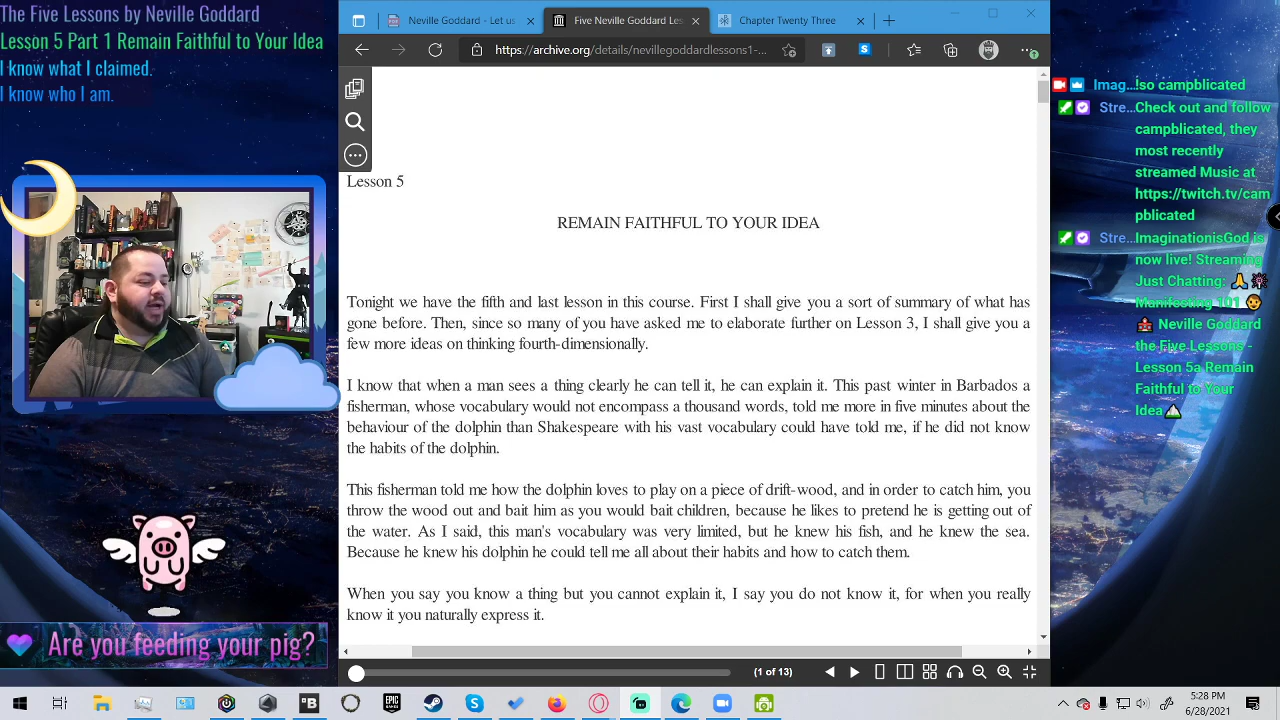 The Five Lessons by Neville Goddard
Lesson 5 Part 1 Remain Faithful to Your Idea
I know what I claimed.
I know who I am.
Are you feeding your pig?
Neville Goddard - Let us
Five Neville Goddard Les
Chapter Twenty Three
https://archive.org/details/nevillegoddardlessons1-...
Lesson 5
REMAIN FAITHFUL TO YOUR IDEA
Tonight we have the fifth and last lesson in this course. First I shall give you a sort of summary of what has
gone before. Then, since so many of you have asked me to elaborate further on Lesson 3, I shall give you a
few more ideas on thinking fourth-dimensionally.
I know that when a man sees a thing clearly he can tell it, he can explain it. This past winter in Barbados a
fisherman, whose vocabulary would not encompass a thousand words, told me more in five minutes about the
behaviour of the dolphin than Shakespeare with his vast vocabulary could have told me, if he did not know
the habits of the dolphin.
This fisherman told me how the dolphin loves to play on a piece of drift-wood, and in order to catch him, you
throw the wood out and bait him as you would bait children, because he likes to pretend he is getting out of
the water. As I said, this man's vocabulary was very limited, but he knew his fish, and he knew the sea.
Because he knew his dolphin he could tell me all about their habits and how to catch them.
When you say you know a thing but you cannot explain it, I say you do not know it, for when you really
know it you naturally express it.
(1 of 13)
Imag... !so campblicated
Stre... Check out and follow
campblicated, they
most recently
streamed Music at
https://twitch.tv/cam
pblicated
Stre... ImaginationisGod is
now live! Streaming
Just Chatting: 🙏
Manifesting 101
Neville Goddard
the Five Lessons -
Lesson 5a Remain
Faithful to Your
Idea
EPIC
B
5:28 PM
6/28/2021